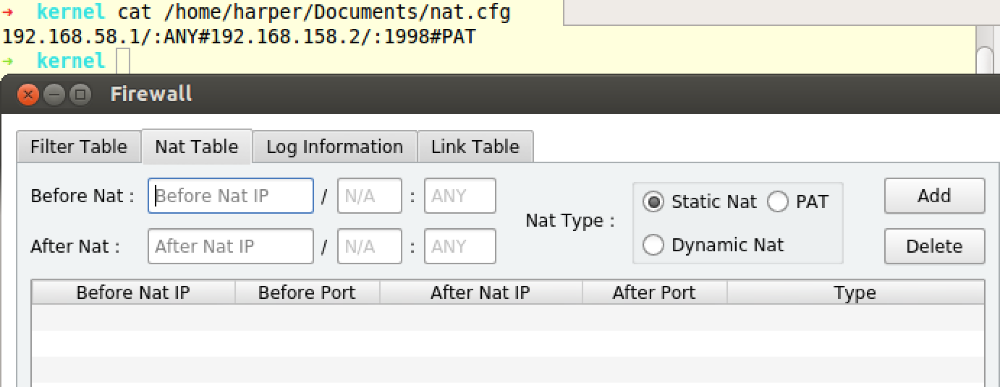 → kernel cat /home/harper/Documents/nat.cfg
192.168.58.1/:ANY#192.168.158.2/:1998#PAT
→ kernel
Firewall
Filter Table Nat Table Log Information Link Table
Before Nat : Before Nat IP / N/A : ANY
Static Nat PAT
Add
Nat Type :
After Nat : After Nat IP / N/A : ANY
Dynamic Nat
Delete
Before Nat IP Before Port After Nat IP After Port Type